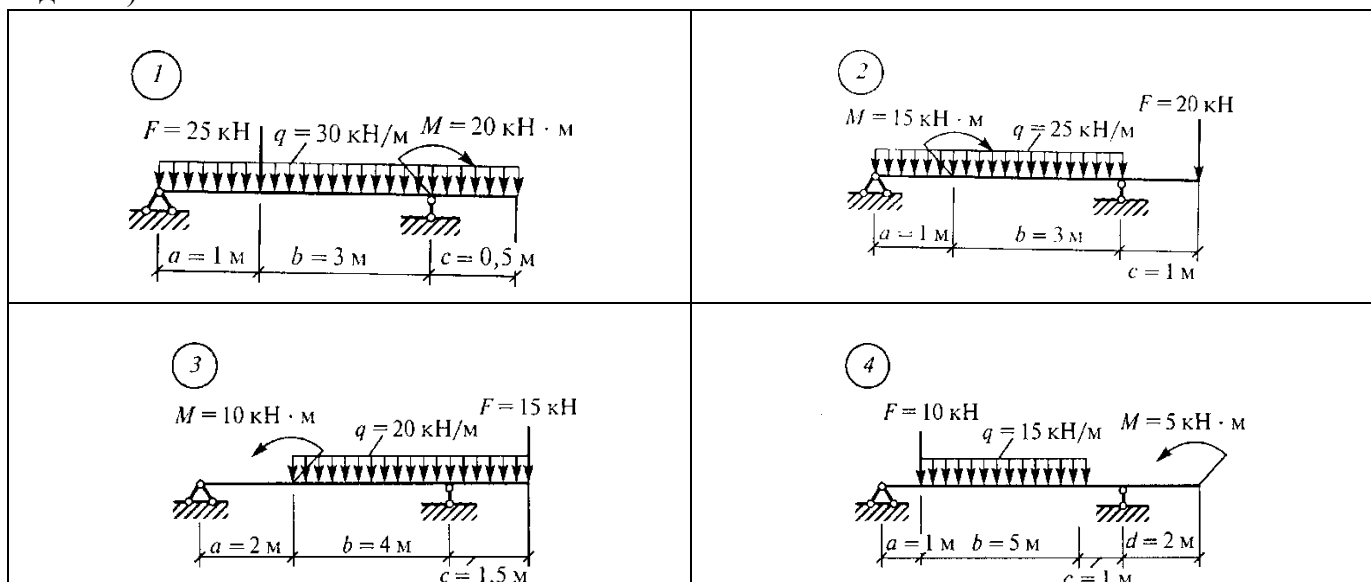 1
F = 25 кН
q = 30 кН/м
M = 20 кН · м
a = 1 м
b = 3 м
c = 0,5 м
2
F = 20 кН
M = 15 кН · м
q = 25 кН/м
a = 1 м
b = 3 м
c = 1 м
3
M = 10 кН · м
F = 15 кН
q = 20 кН/м
a = 2 м
b = 4 м
c = 1,5 м
4
F = 10 кН
M = 5 кН · м
q = 15 кН/м
a = 1 м
b = 5 м
d = 2 м
c = 1 м